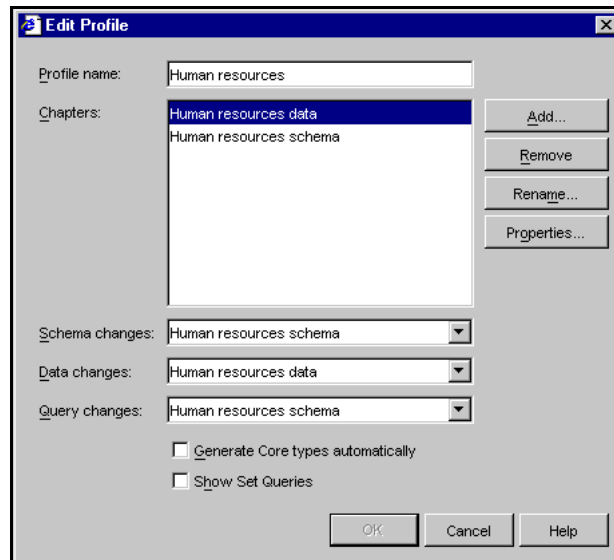 Edit Profile
Profile name: Human resources
Chapters: Human resources data
Human resources schema
Add...
Remove
Rename...
Properties...
Schema changes: Human resources schema
Data changes: Human resources data
Query changes: Human resources schema
Generate Core types automatically
Show Set Queries
OK Cancel Help